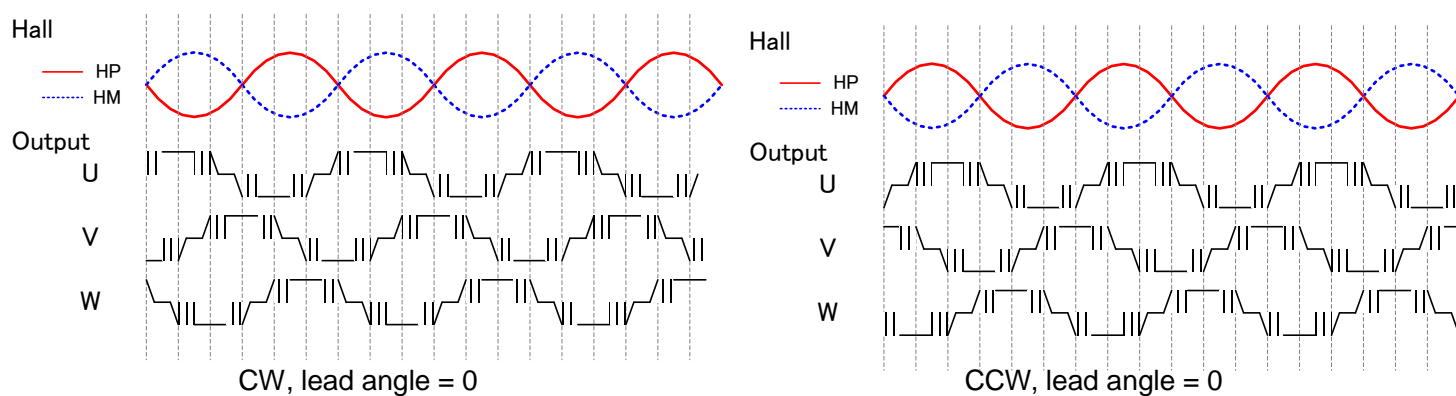 Hall
HP
HM
Output
U
V
W
CW, lead angle = 0
Hall
HP
HM
Output
U
V
W
CCW, lead angle = 0